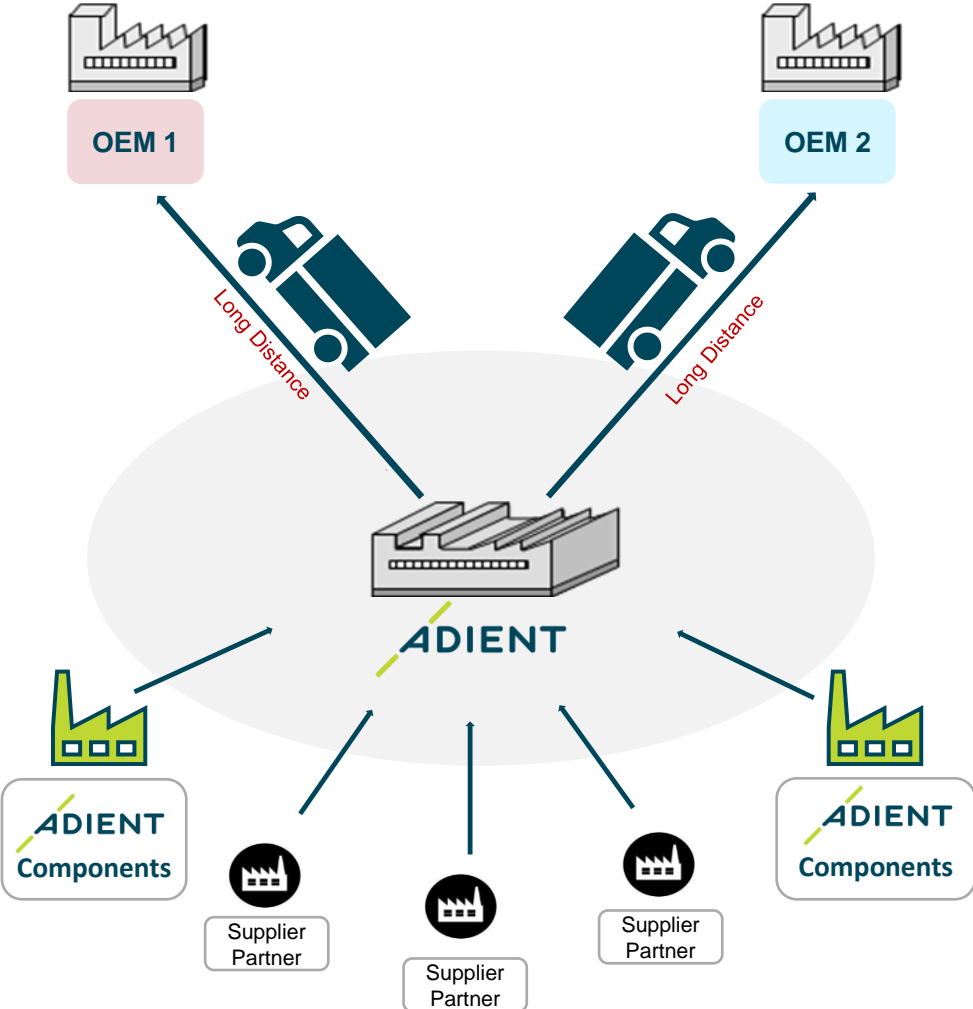 OEM 1
OEM 2
Long Distance
Long Distance
ADIENT
ADIENT
Components
ADIENT
Components
Supplier
Partner
Supplier
Partner
Supplier
Partner